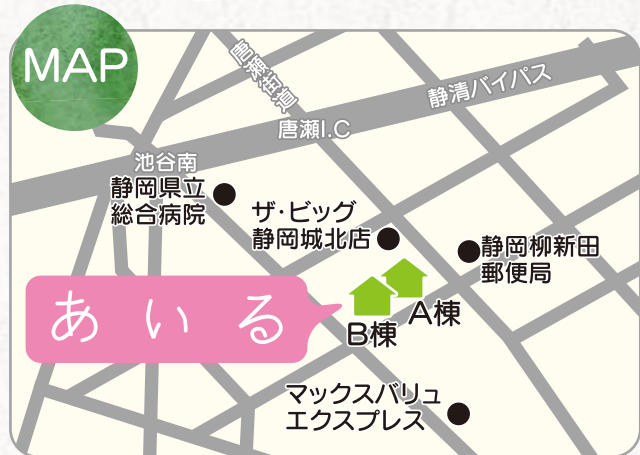 MAP
唐瀬街道
静清バイパス
唐瀬I.C
池谷南
静岡県立
総合病院
ザ・ビッグ
静岡城北店
静岡柳新田
郵便局
あいる
A棟
B棟
マックスバリュ
エクスプレス